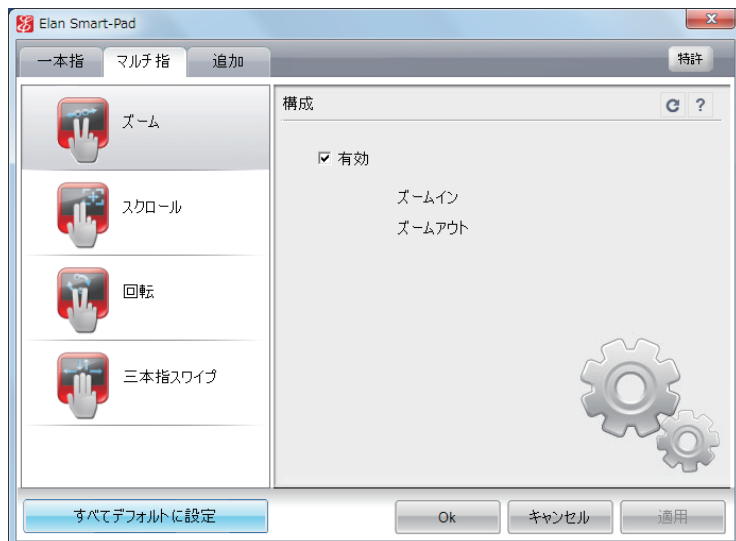 Elan Smart-Pad
一本指 マルチ指 追加 特許
ズーム
スクロール
回転
三本指スワイプ
構成
?
有効
ズームイン
ズームアウト
すべてデフォルトに設定 Ok キャンセル 適用